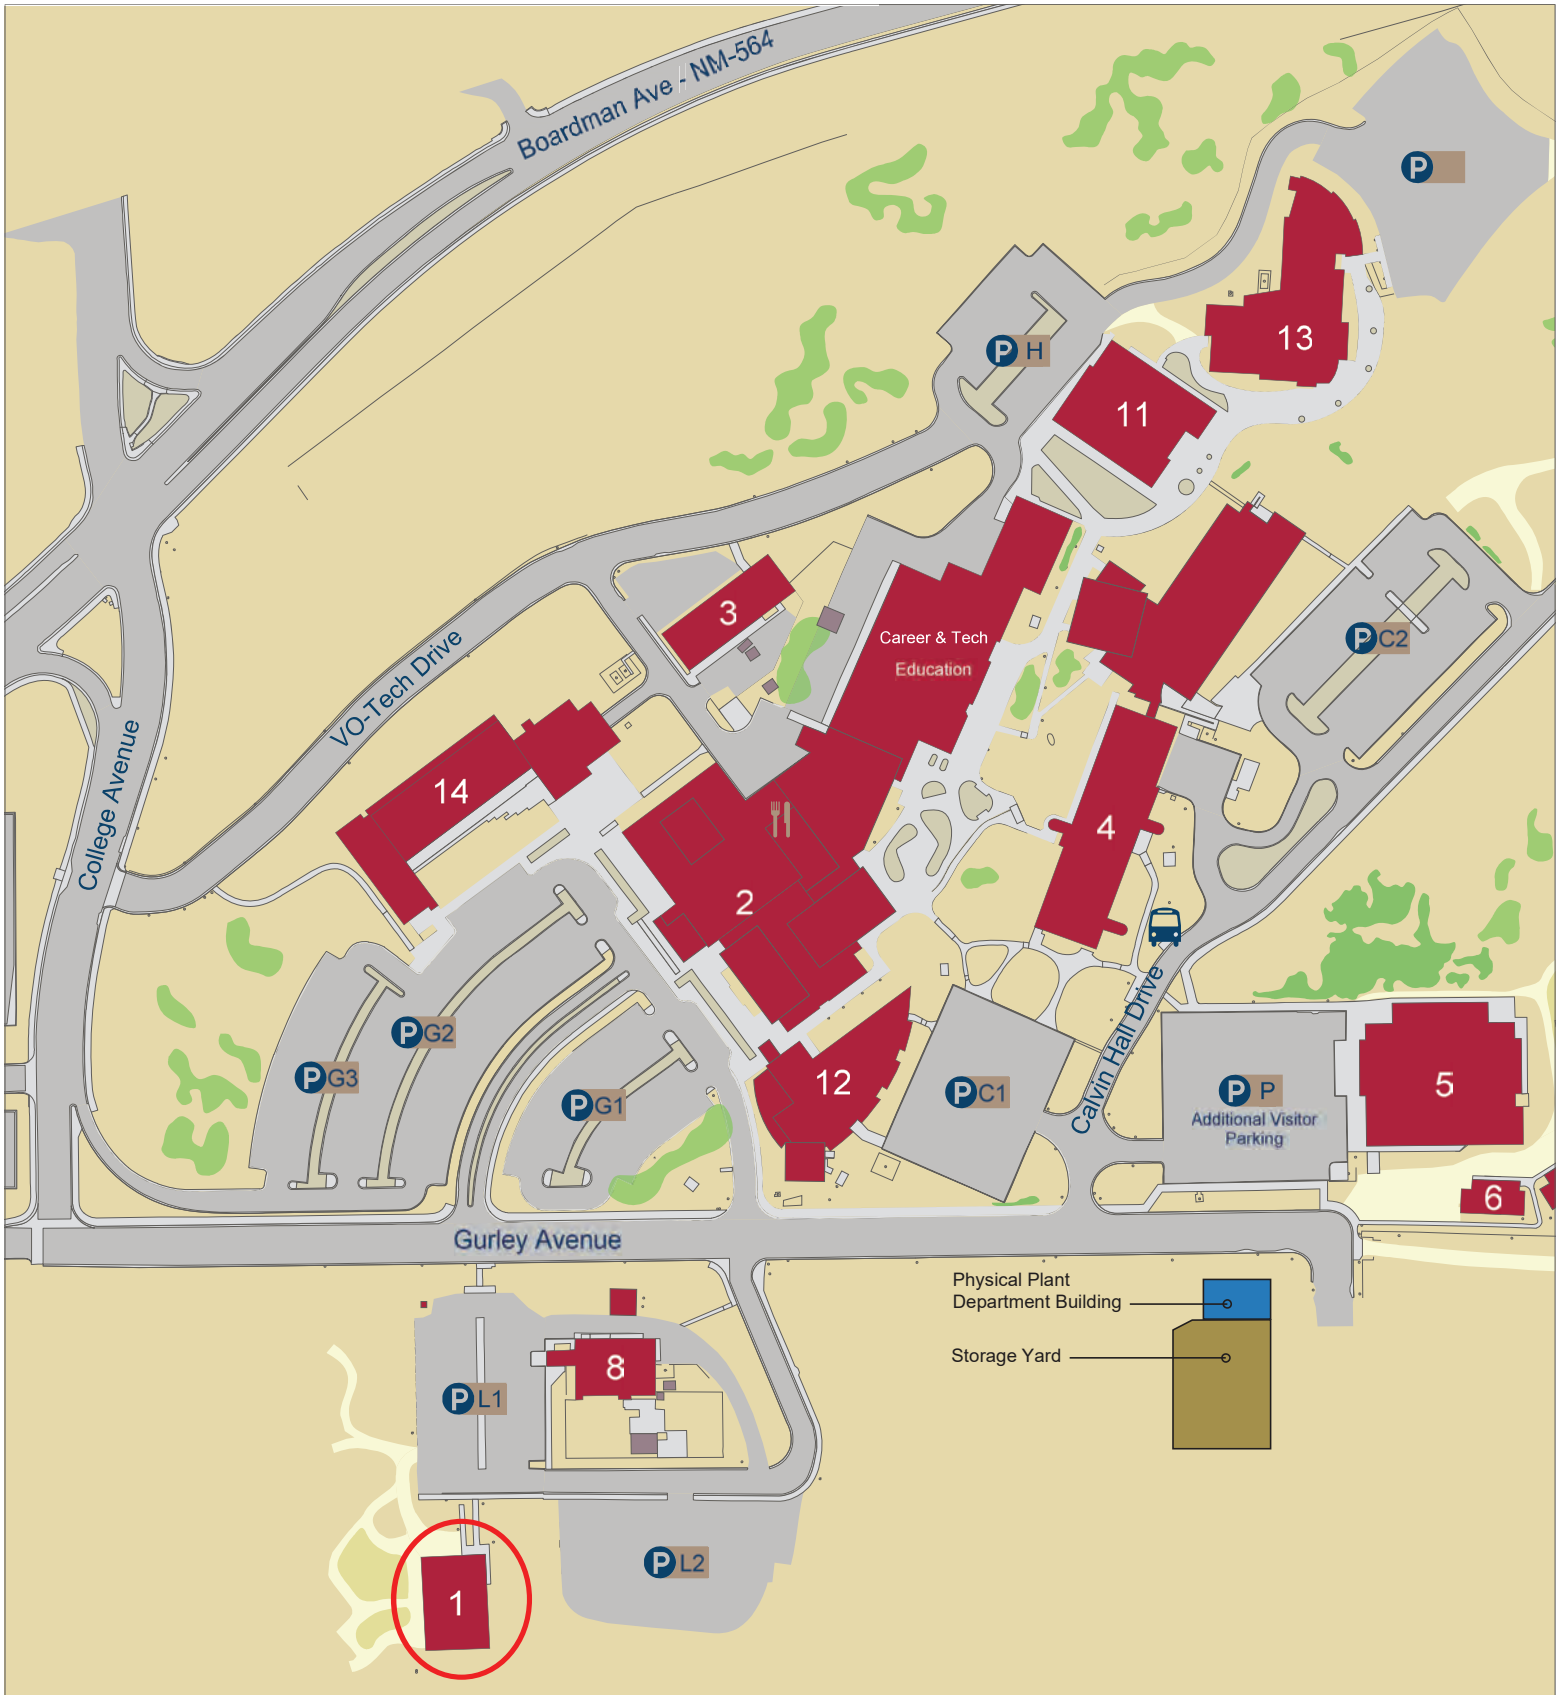 Boardman Ave - NM-564
P
13
P H
11
3
Career & Tech
Education
P C2
VO-Tech Drive
College Avenue
14
4
2
Calvin Hall Drive
P G2
P G3
P G1
12
P C1
P P
Additional Visitor
Parking
5
6
Gurley Avenue
Physical Plant
Department Building
Storage Yard
8
P L1
P L2
1